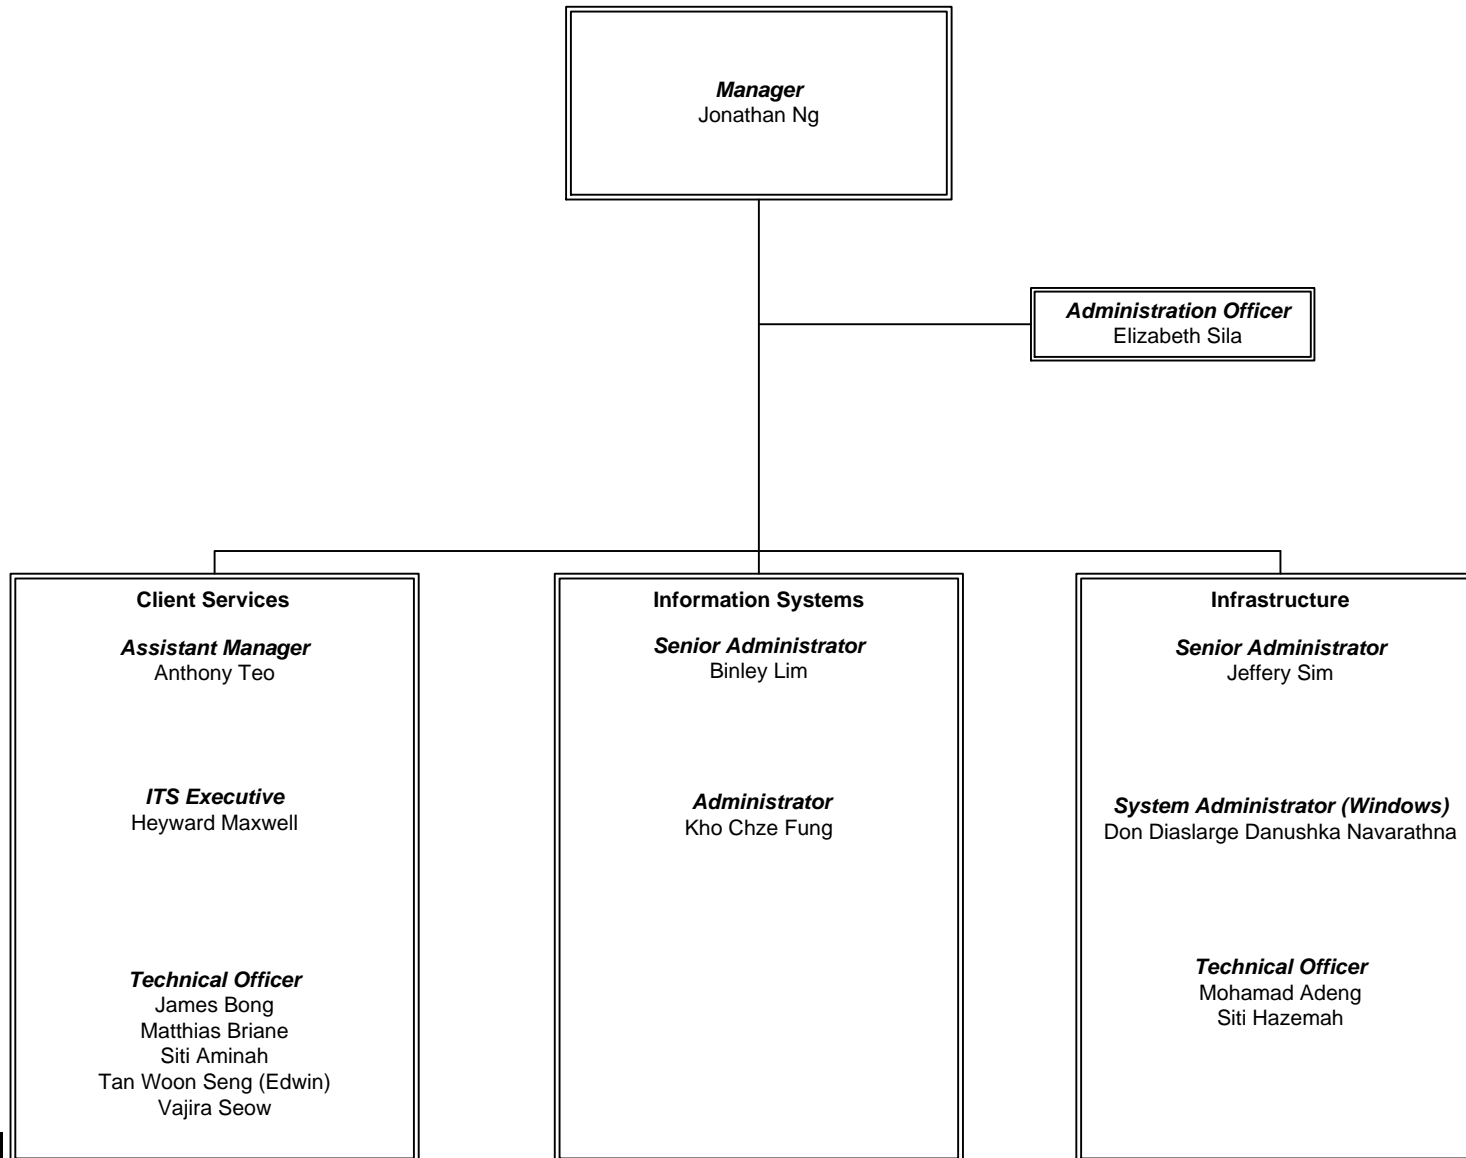 Manager
Jonathan Ng
Administration Officer
Elizabeth Sila
Client Services
Assistant Manager
Anthony Teo
ITS Executive
Heyward Maxwell
Technical Officer
James Bong
Matthias Briane
Siti Aminah
Tan Woon Seng (Edwin)
Vajira Seow
Information Systems
Senior Administrator
Binley Lim
Administrator
Kho Chze Fung
Infrastructure
Senior Administrator
Jeffery Sim
System Administrator (Windows)
Don Diaslarge Danushka Navarathna
Technical Officer
Mohamad Adeng
Siti Hazemah